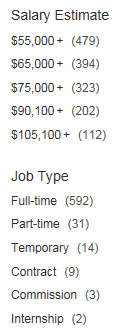 Salary Estimate
$55,000+ (479)
$65,000+ (394)
$75,000+ (323)
$90,100+ (202)
$105,100+ (112)
Job Type
Full-time (592)
Part-time (31)
Temporary (14)
Contract (9)
Commission (3)
Internship (2)